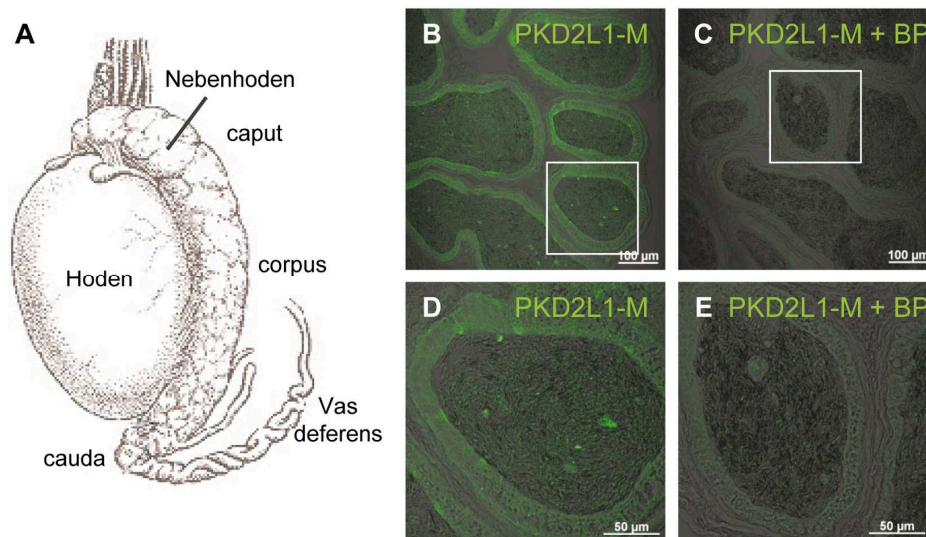 A
Nebenhoden
caput
Hoden
corpus
Vas
deferens
cauda
B PKD2L1-M
100 µm
C PKD2L1-M + BP
100 µm
D PKD2L1-M
50 µm
E PKD2L1-M + BP
50 µm